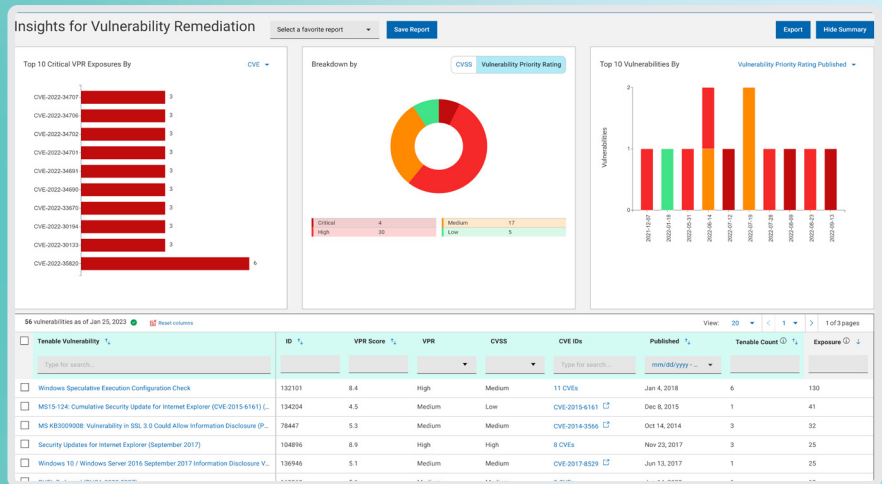 Insights for Vulnerability Remediation
Select a favorite report
Save Report
Export
Hide Summary
Top 10 Critical VPR Exposures By
CVE
CVE-2022-34707
3
CVE-2022-34706
3
CVE-2022-34702
3
CVE-2022-34701
3
CVE-2022-34691
3
CVE-2022-34690
3
CVE-2022-33670
3
CVE-2022-30194
3
CVE-2022-30133
3
CVE-2022-35820
6
Breakdown by
CVSS
Vulnerability Priority Rating
Critical 4
Medium 17
High 30
Low 5
Top 10 Vulnerabilities By
Vulnerability Priority Rating Published
Vulnerabilities
2
1
0
2021-12-07
2022-01-18
2022-05-31
2022-06-14
2022-07-12
2022-07-19
2022-07-28
2022-08-09
2022-08-23
2022-09-13
56 vulnerabilities as of Jan 25, 2023
Reset columns
View: 20
1
1 of 3 pages
Tenable Vulnerability ID VPR Score VPR CVSS CVE IDs Published Tenable Count Exposure
Type for search... Type for search... mm/dd/yyyy - ...
Windows Speculative Execution Configuration Check 132101 8.4 High Medium 11 CVEs Jan 4, 2018 6 130
MS15-124: Cumulative Security Update for Internet Explorer (CVE-2015-6161) (... 134204 4.5 Medium Low CVE-2015-6161 Dec 8, 2015 1 41
MS KB3009008: Vulnerability in SSL 3.0 Could Allow Information Disclosure (P... 78447 5.3 Medium Medium CVE-2014-3566 Oct 14, 2014 3 32
Security Updates for Internet Explorer (September 2017) 104896 8.9 High High 8 CVEs Nov 23, 2017 3 25
Windows 10 / Windows Server 2016 September 2017 Information Disclosure V... 136946 5.1 Medium Medium CVE-2017-8529 Jun 13, 2017 1 25